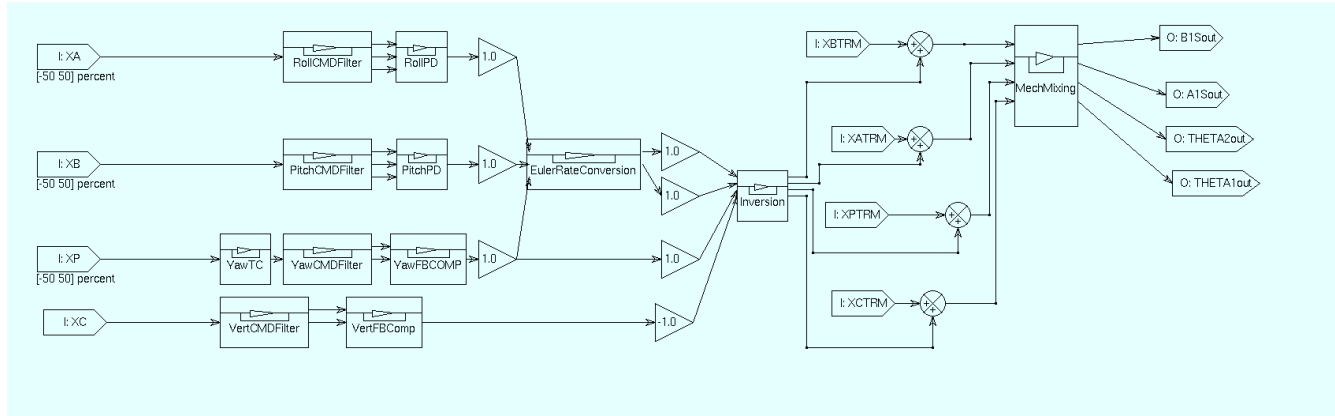 I: XA
[-50 50] percent
RollCMDFilter
RollPD
1.0
I: XB
[-50 50] percent
PitchCMDFilter
PitchPD
1.0
EulerRateConversion
1.0
1.0
I: XP
[-50 50] percent
YawTC
YawCMDFilter
YawFBCOMP
1.0
1.0
I: XC
VertCMDFilter
VertFBComp
-1.0
Inversion
I: XBTRM
+
+
I: XATRM
+
+
I: XPTRM
+
+
I: XCTRM
+
+
MechMixing
O: B1Sout
O: A1Sout
O: THETA2out
O: THETA1out